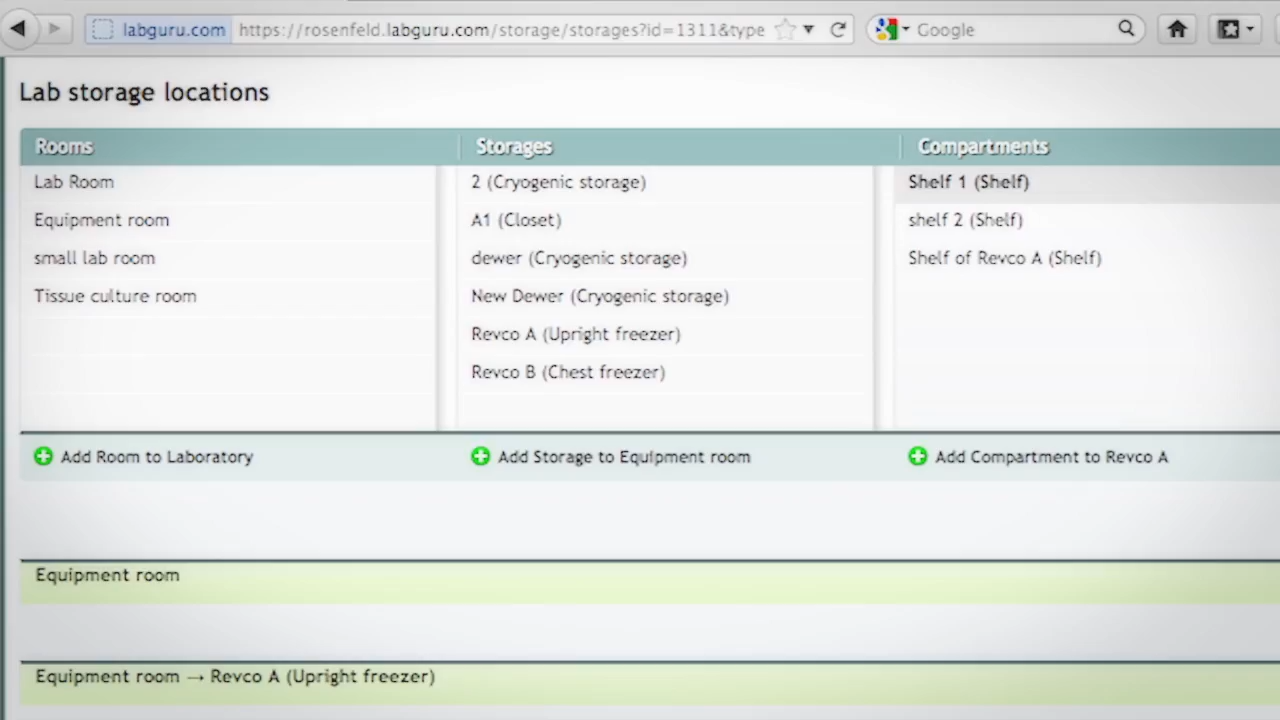 labguru.com https://rosenfeld.labguru.com/storage/storages?id=1311&type Google
Lab storage locations
Rooms Storages Compartments
Lab Room 2 (Cryogenic storage) Shelf 1 (Shelf)
Equipment room A1 (Closet) shelf 2 (Shelf)
small lab room dewer (Cryogenic storage) Shelf of Revco A (Shelf)
Tissue culture room New Dewer (Cryogenic storage)
Revco A (Upright freezer)
Revco B (Chest freezer)
Add Room to Laboratory Add Storage to Equipment room Add Compartment to Revco A
Equipment room
Equipment room → Revco A (Upright freezer)